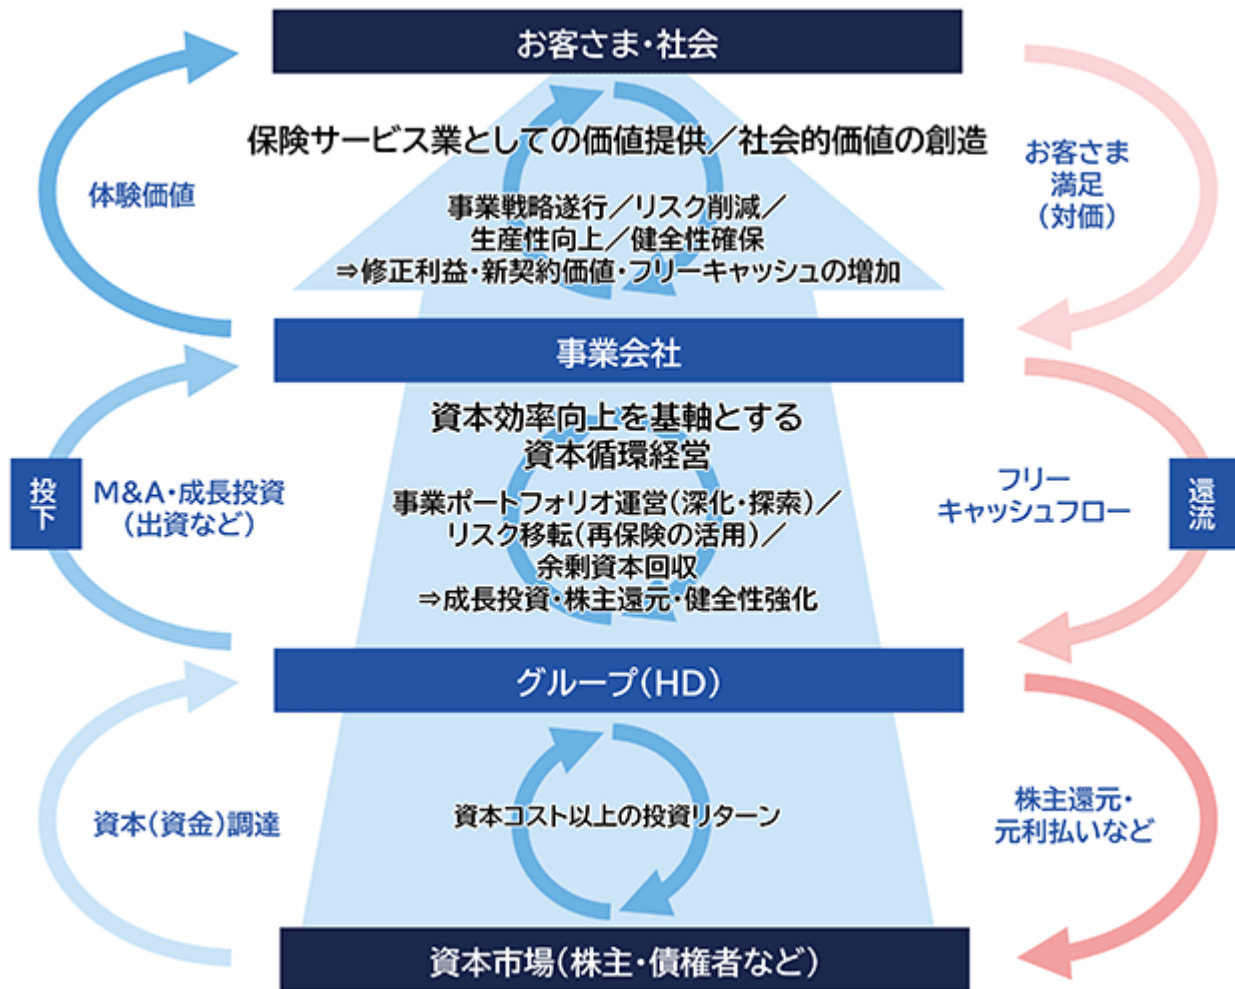 お客さま・社会
保険サービス業としての価値提供／社会的価値の創造
体験価値
事業戦略遂行／リスク削減／
生産性向上／健全性確保
⇒修正利益・新契約価値・フリーキャッシュの増加
お客さま
満足
（対価）
事業会社
資本効率向上を基軸とする
資本循環経営
投下
M&A・成長投資
（出資など）
事業ポートフォリオ運営（深化・探索）／
リスク移転（再保険の活用）／
余剰資本回収
⇒成長投資・株主還元・健全性強化
フリー
キャッシュフロー
還流
グループ（HD）
資本（資金）調達
資本コスト以上の投資リターン
株主還元・
元利払いなど
資本市場（株主・債権者など）